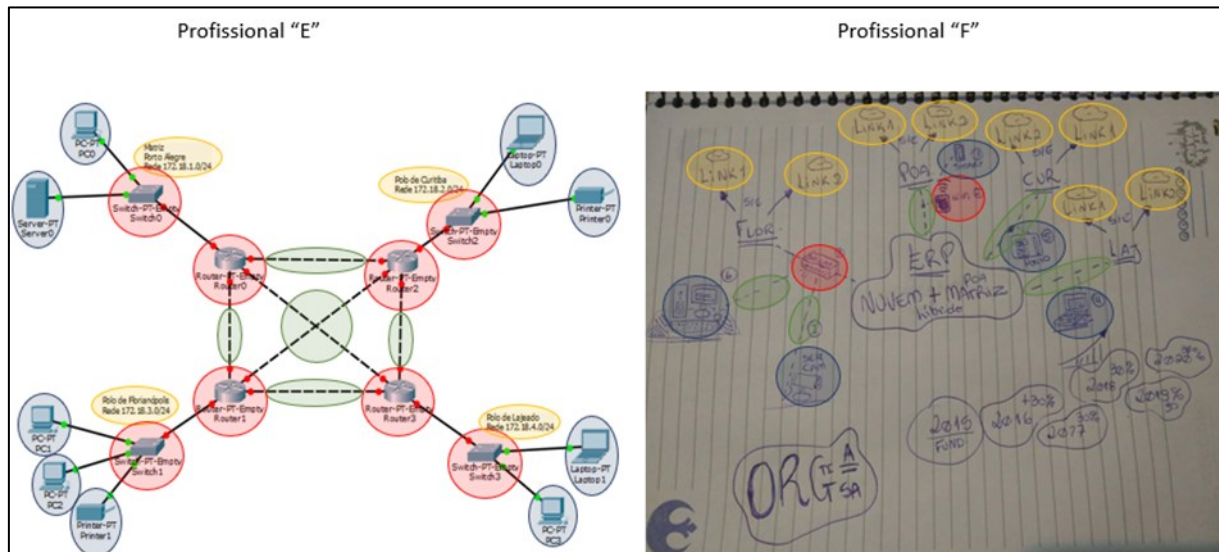 Profissional “E”
Profissional “F”
PC-PT
PC0
Matriz
Porto Alegre
Rede 172.18.1.0/24
Server-PT
Server0
Switch-PT-Empty
Switch0
Laptop-PT
Laptop0
Polo de Curitiba
Rede 172.18.2.0/24
Printer-PT
Printer0
Switch-PT-Empty
Switch2
Router-PT-Empty
Router0
Router-PT-Empty
Router2
Router-PT-Empty
Router1
Router-PT-Empty
Router3
Polo de Florianópolis
Rede 172.18.3.0/24
PC-PT
PC1
Switch-PT-Empty
Switch1
PC-PT
PC2
Printer-PT
Printer1
Polo de Lajeado
Rede 172.18.4.0/24
Switch-PT-Empty
Switch3
Laptop-PT
Laptop1
PC-PT
PC3
LINK1
LINK2
LINK2
LINK1
LINK1
LINK2
POA
CUR
FLOR.
LAJ
ERP
NUVEM + MATRIZ
POA
híbrido
2015
FUND
2016
+30%
2017
30%
2018
30%
2019
2020
ORG